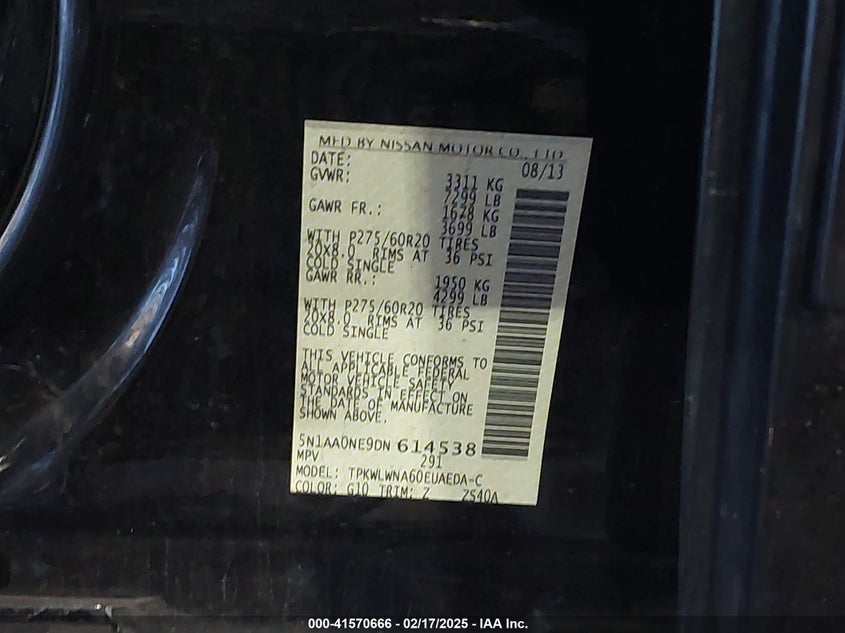 MFD BY NISSAN MOTOR CO., LTD.
DATE: 08/13
GVWR: 3311 KG
7299 LB
GAWR FR.: 1628 KG
3699 LB
WITH P275/60R20 TIRES
20X8.0 RIMS AT 36 PSI
COLD SINGLE
GAWR RR.: 1950 KG
4299 LB
WITH P275/60R20 TIRES
20X8.0 RIMS AT 36 PSI
COLD SINGLE
THIS VEHICLE CONFORMS TO
ALL APPLICABLE FEDERAL
MOTOR VEHICLE SAFETY
STANDARDS IN EFFECT ON
THE DATE OF MANUFACTURE
SHOWN ABOVE.
5N1AA0NE9DN 614538
MPV 291
MODEL: TPKWLWNA60EUAEDA-C
COLOR: G10 TRIM: Z ZS40A
000-41570666 - 02/17/2025 - IAA Inc.